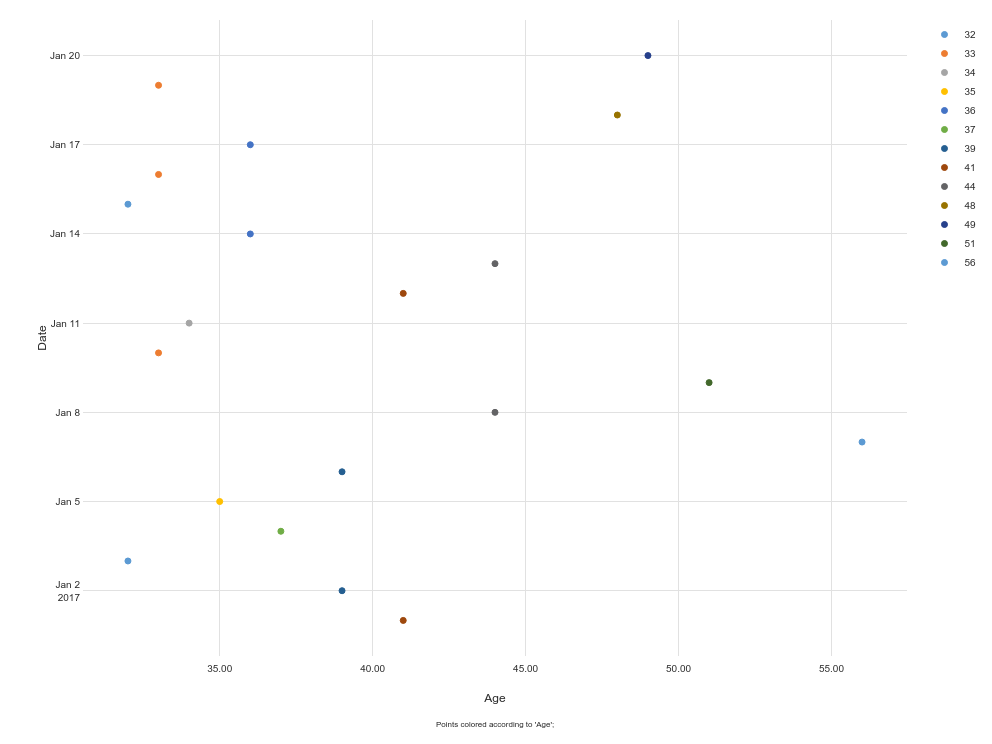 Jan 20
Jan 17
Jan 14
Jan 11
Jan 8
Jan 5
Jan 2
2017
Date
35.00
40.00
45.00
50.00
55.00
Age
Points colored according to 'Age';
32
33
34
35
36
37
39
41
44
48
49
51
56